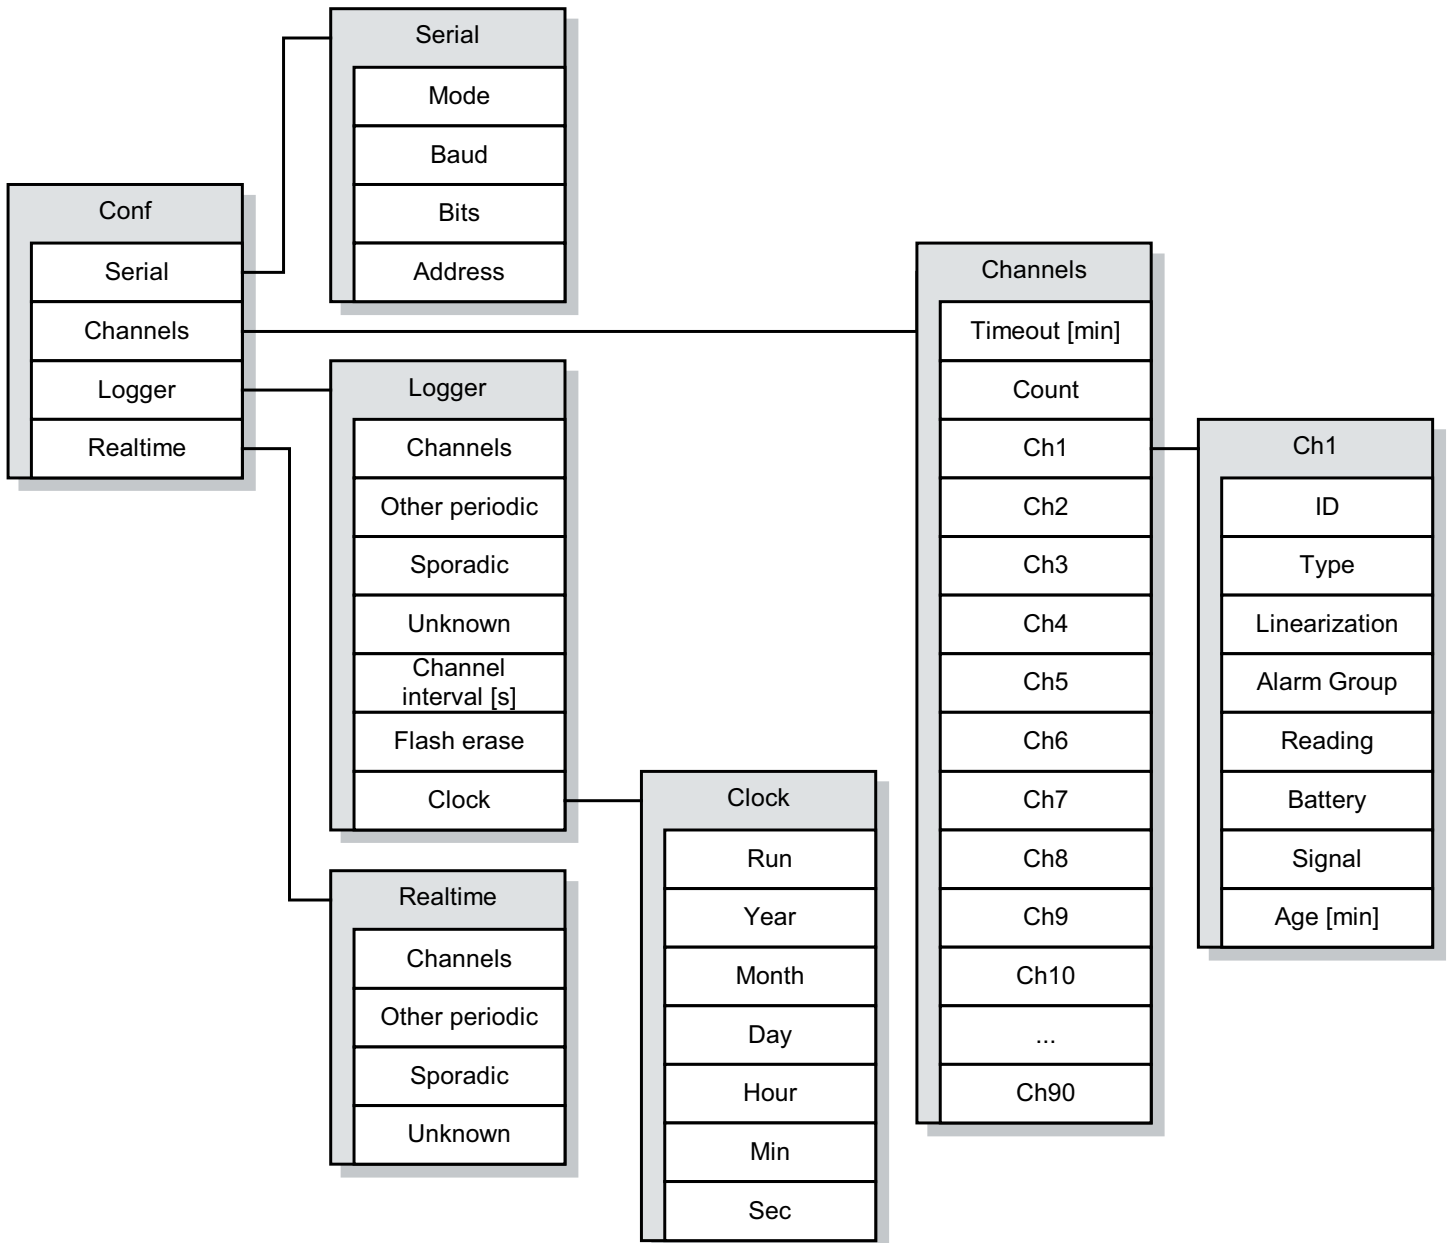 Conf
Serial
Channels
Logger
Realtime
Serial
Mode
Baud
Bits
Address
Logger
Channels
Other periodic
Sporadic
Unknown
Channel
interval [s]
Flash erase
Clock
Realtime
Channels
Other periodic
Sporadic
Unknown
Clock
Run
Year
Month
Day
Hour
Min
Sec
Channels
Timeout [min]
Count
Ch1
Ch2
Ch3
Ch4
Ch5
Ch6
Ch7
Ch8
Ch9
Ch10
...
Ch90
Ch1
ID
Type
Linearization
Alarm Group
Reading
Battery
Signal
Age [min]